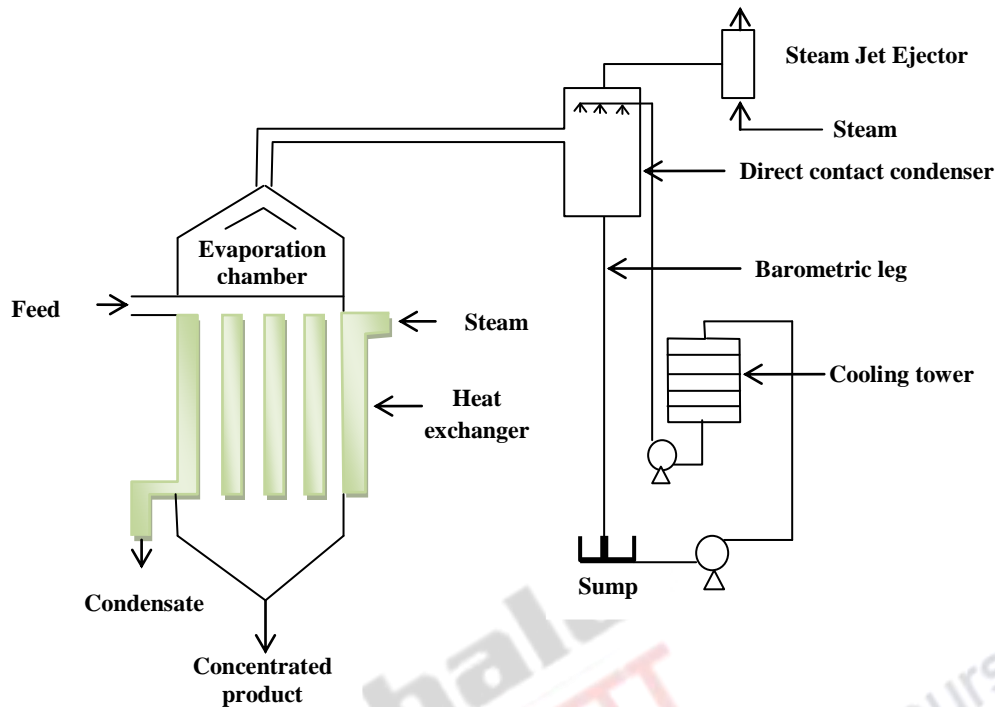 Steam Jet Ejector
Steam
Direct contact condenser
Evaporation
chamber
Barometric leg
Feed
Steam
Cooling tower
Heat
exchanger
Condensate
Sump
Concentrated
product